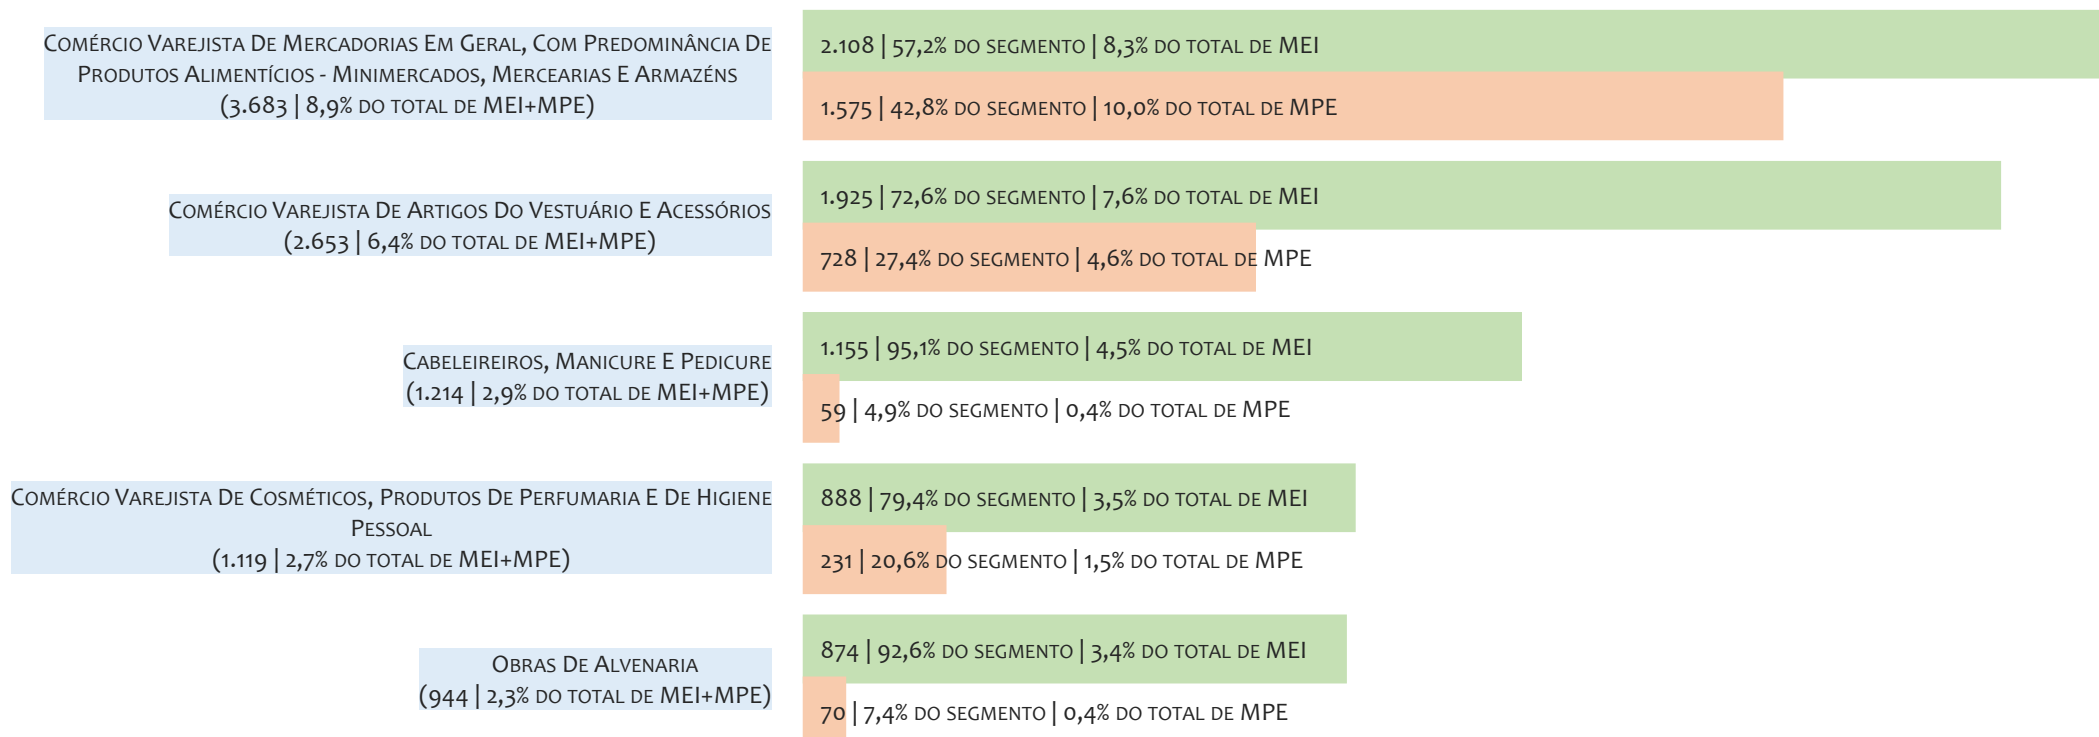 Comércio Varejista De Mercadorias Em Geral, Com Predominância De
Produtos Alimentícios - Minimercados, Mercearias E Armazéns
(3.683 | 8,9% do total de MEI+MPE)
2.108 | 57,2% do segmento | 8,3% do total de MEI
1.575 | 42,8% do segmento | 10,0% do total de MPE
Comércio Varejista De Artigos Do Vestuário E Acessórios
(2.653 | 6,4% do total de MEI+MPE)
1.925 | 72,6% do segmento | 7,6% do total de MEI
728 | 27,4% do segmento | 4,6% do total de MPE
Cabeleireiros, Manicure E Pedicure
(1.214 | 2,9% do total de MEI+MPE)
1.155 | 95,1% do segmento | 4,5% do total de MEI
59 | 4,9% do segmento | 0,4% do total de MPE
Comércio Varejista De Cosméticos, Produtos De Perfumaria E De Higiene
Pessoal
(1.119 | 2,7% do total de MEI+MPE)
888 | 79,4% do segmento | 3,5% do total de MEI
231 | 20,6% do segmento | 1,5% do total de MPE
Obras De Alvenaria
(944 | 2,3% do total de MEI+MPE)
874 | 92,6% do segmento | 3,4% do total de MEI
70 | 7,4% do segmento | 0,4% do total de MPE